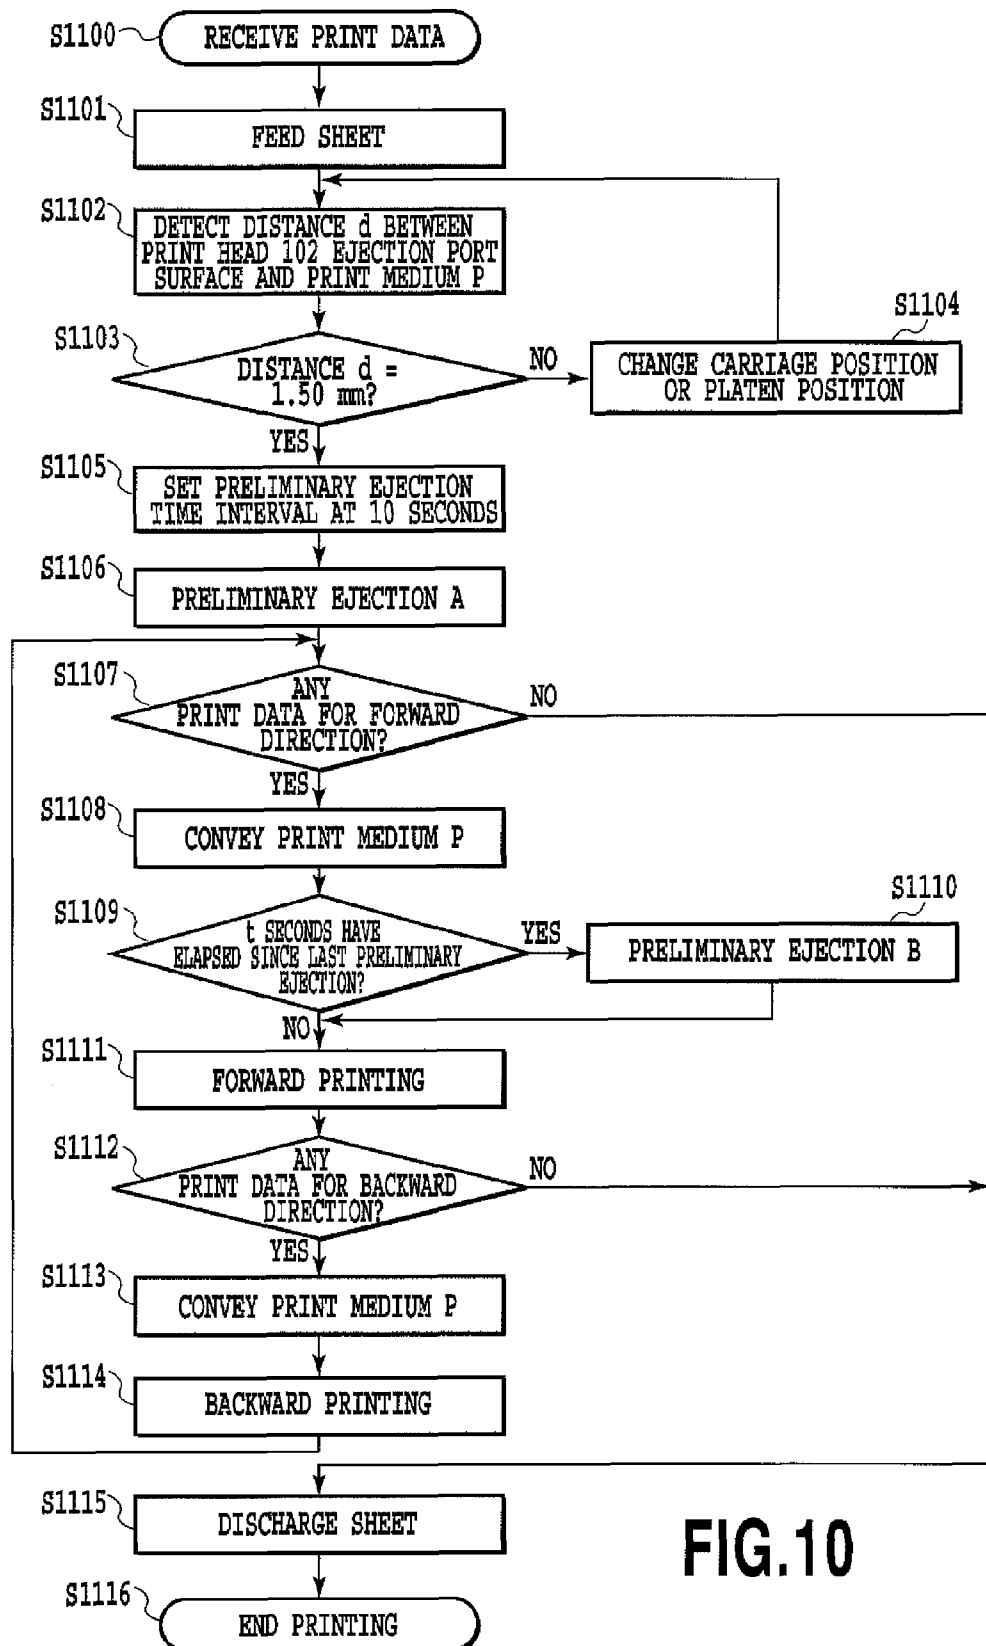 S1100
RECEIVE PRINT DATA
S1101
FEED SHEET
S1102
DETECT DISTANCE d BETWEEN
PRINT HEAD 102 EJECTION PORT
SURFACE AND PRINT MEDIUM P
S1103
DISTANCE d =
1.50 mm?
NO
S1104
CHANGE CARRIAGE POSITION
OR PLATEN POSITION
YES
S1105
SET PRELIMINARY EJECTION
TIME INTERVAL AT 10 SECONDS
S1106
PRELIMINARY EJECTION A
S1107
ANY
PRINT DATA FOR FORWARD
DIRECTION?
NO
YES
S1108
CONVEY PRINT MEDIUM P
S1109
t SECONDS HAVE
ELAPSED SINCE LAST PRELIMINARY
EJECTION?
YES
S1110
PRELIMINARY EJECTION B
NO
S1111
FORWARD PRINTING
S1112
ANY
PRINT DATA FOR BACKWARD
DIRECTION?
NO
YES
S1113
CONVEY PRINT MEDIUM P
S1114
BACKWARD PRINTING
S1115
DISCHARGE SHEET
S1116
END PRINTING
FIG.10